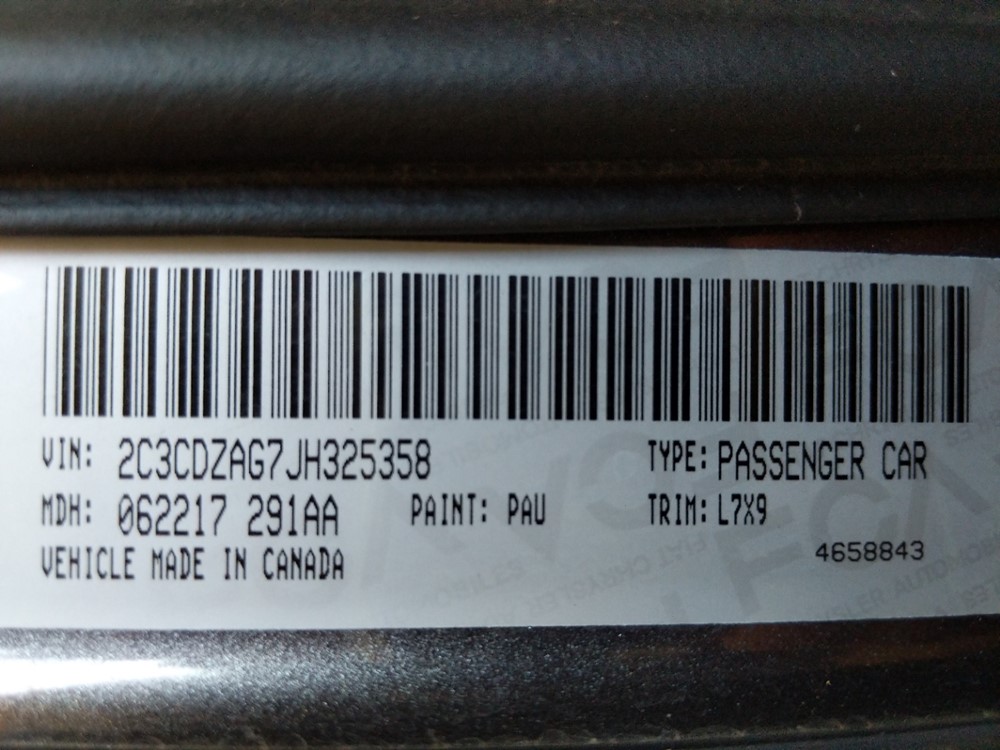 VIN: 2C3CDZAG7JH325358 TYPE: PASSENGER CAR
MDH: 062217 291AA PAINT: PAU TRIM: L7X9
VEHICLE MADE IN CANADA 4658843